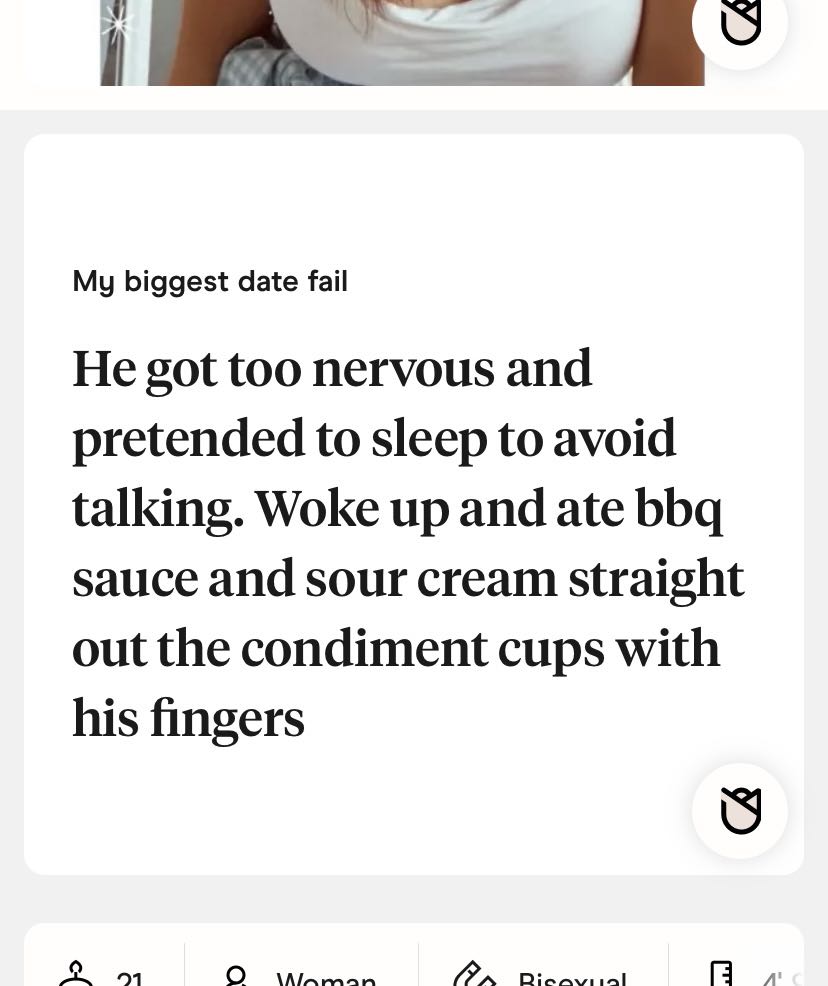 My biggest date fail
He got too nervous and
pretended to sleep to avoid
talking. Woke up and ate bbq
sauce and sour cream straight
out the condiment cups with
his fingers
21 Woman Bisexual 4'